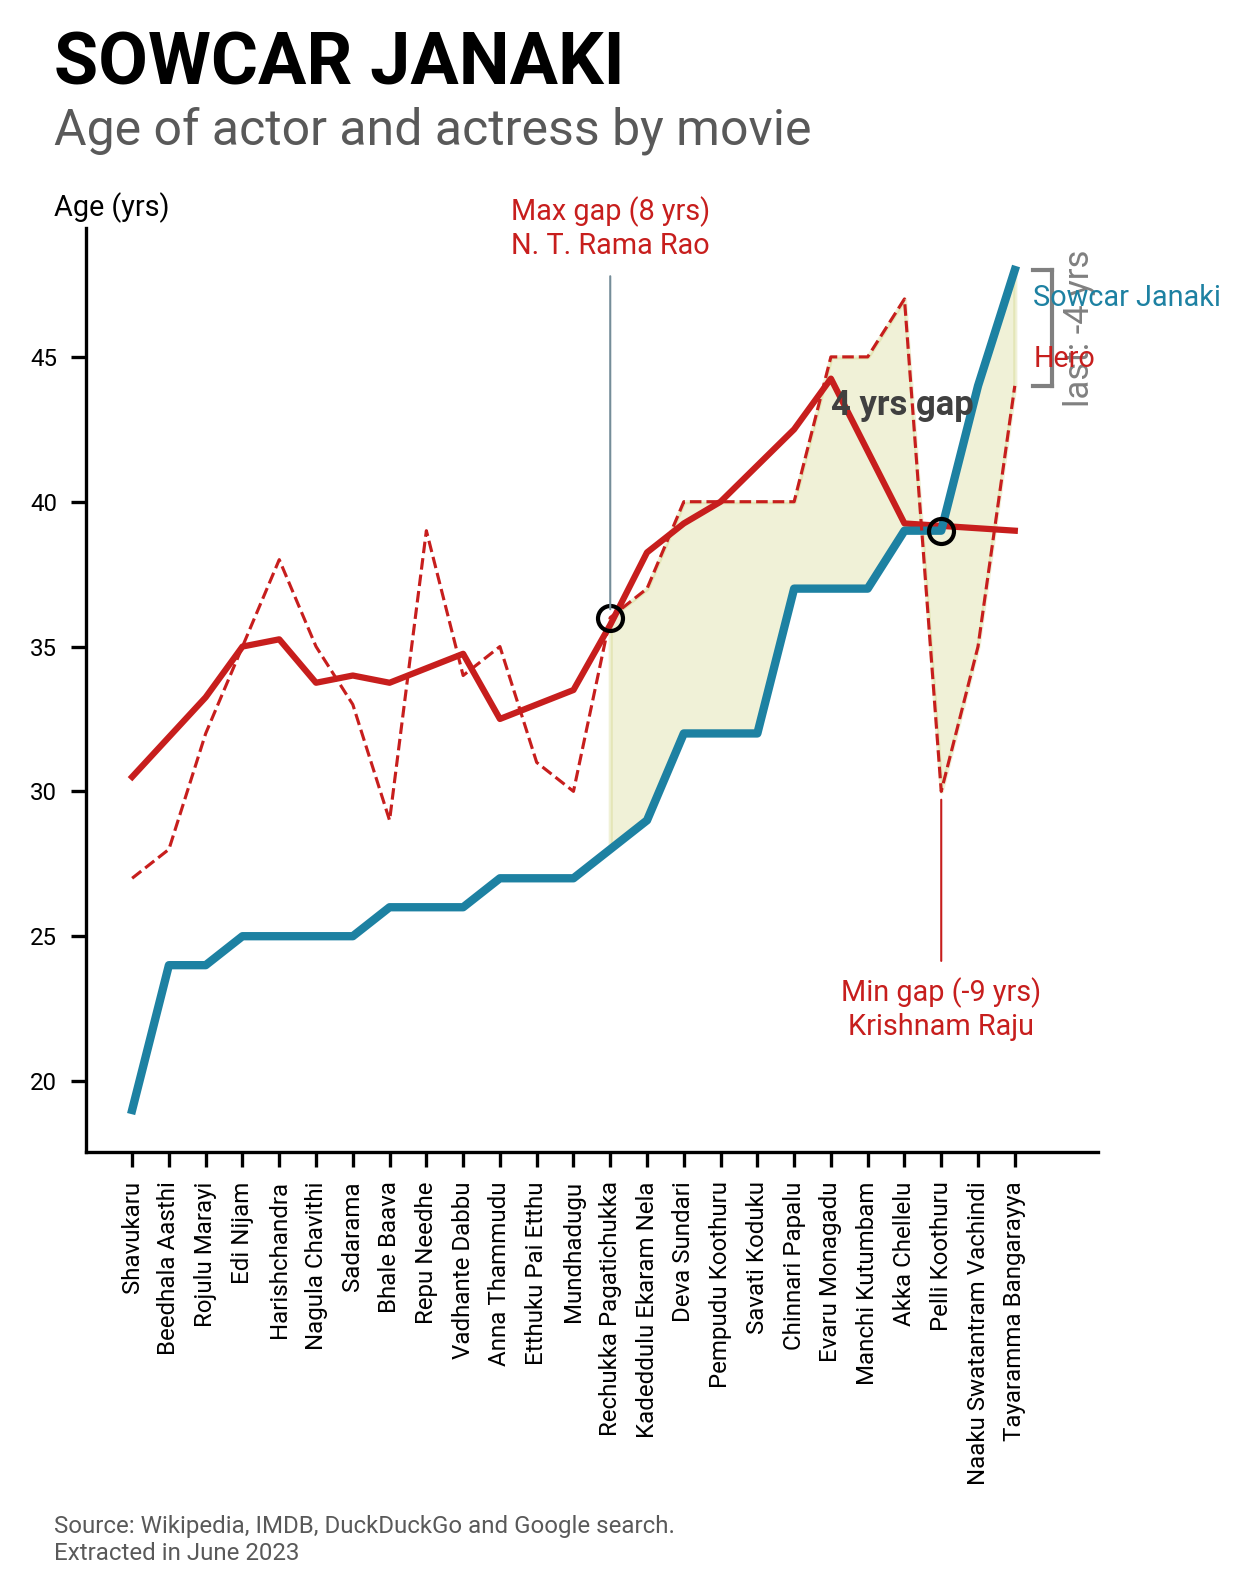 SOWCAR JANAKI
Age of actor and actress by movie
Age (yrs)
Max gap (8 yrs)
N. T. Rama Rao
last: -4 yrs
Sowcar Janaki
Hero
4 yrs gap
45
40
35
30
25
20
Min gap (-9 yrs)
Krishnam Raju
Shavukaru
Beedhala Aasthi
Rojulu Marayi
Edi Nijam
Harishchandra
Nagula Chavithi
Sadarama
Bhale Baava
Repu Needhe
Vadhante Dabbu
Anna Thammudu
Etthuku Pai Etthu
Mundhadugu
Rechukka Pagatichukka
Kadeddulu Ekaram Nela
Deva Sundari
Pempudu Koothuru
Savati Koduku
Chinnari Papalu
Evaru Monagadu
Manchi Kutumbam
Akka Chellelu
Pelli Koothuru
Naaku Swatantram Vachindi
Tayaramma Bangarayya
Source: Wikipedia, IMDB, DuckDuckGo and Google search.
Extracted in June 2023